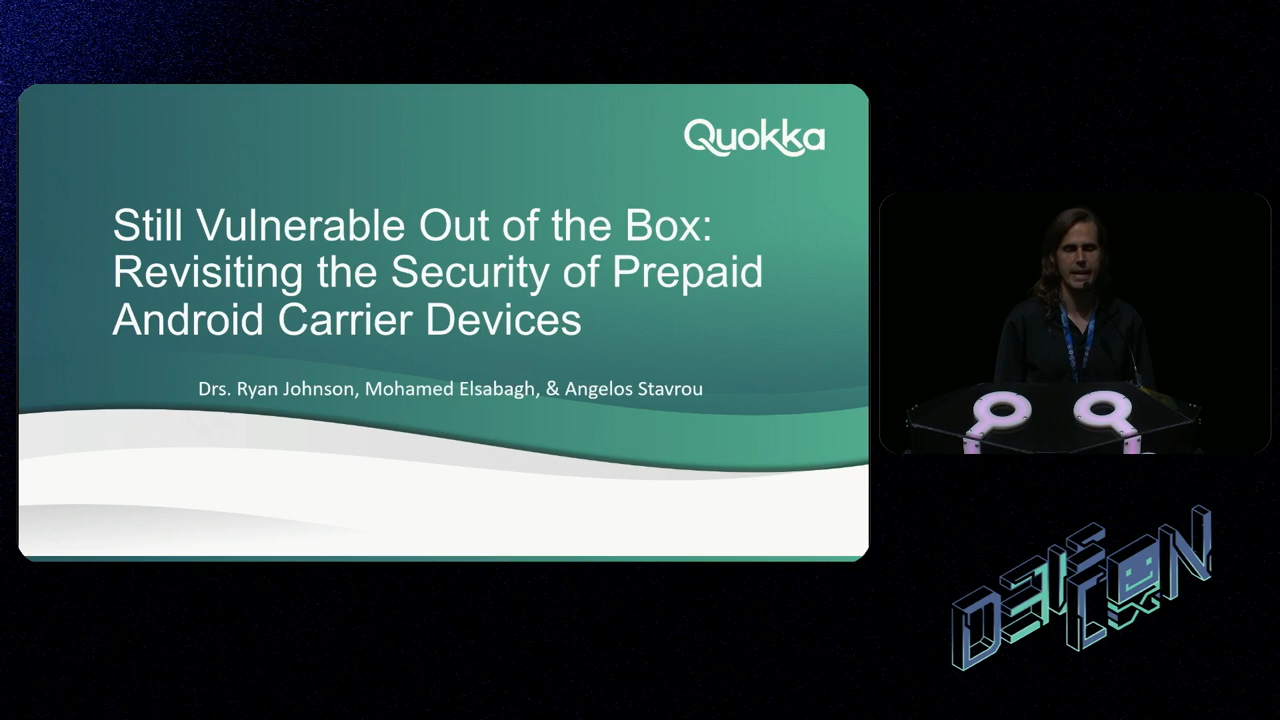 Quokka
Still Vulnerable Out of the Box:
Revisiting the Security of Prepaid
Android Carrier Devices
Drs. Ryan Johnson, Mohamed Elsabagh, & Angelos Stavrou
DEF
CON